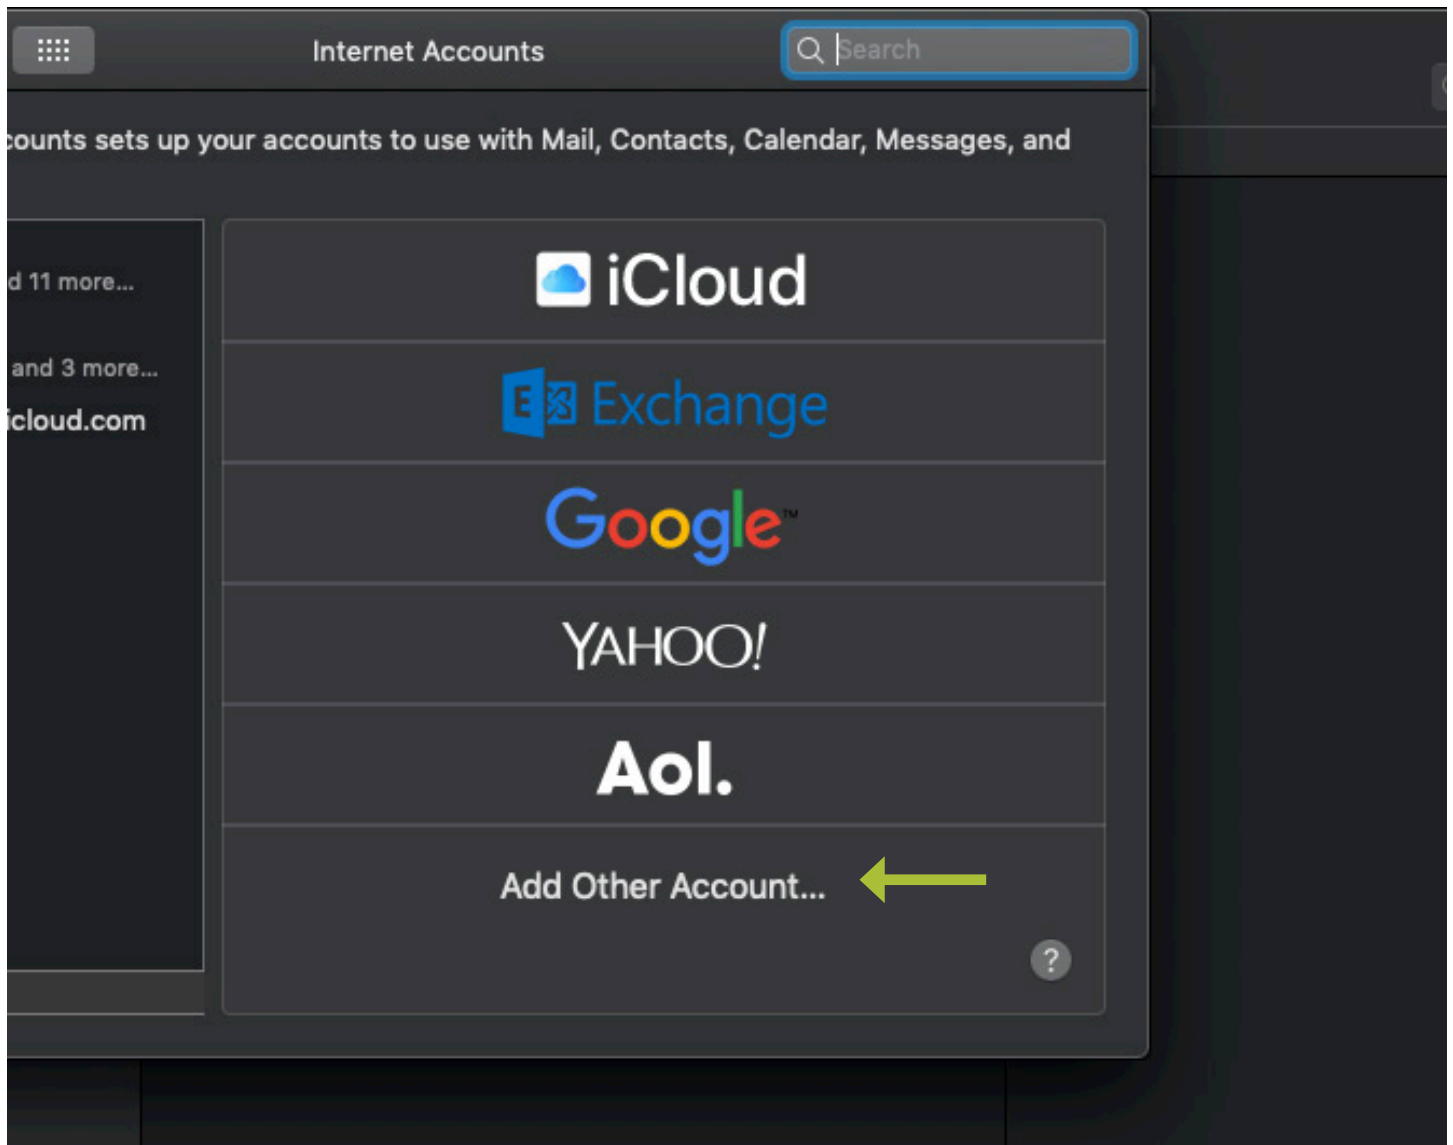 Internet Accounts
Search
counts sets up your accounts to use with Mail, Contacts, Calendar, Messages, and
d 11 more...
and 3 more...
icloud.com
iCloud
E Exchange
Google™
YAHOO!
Aol.
Add Other Account...
?